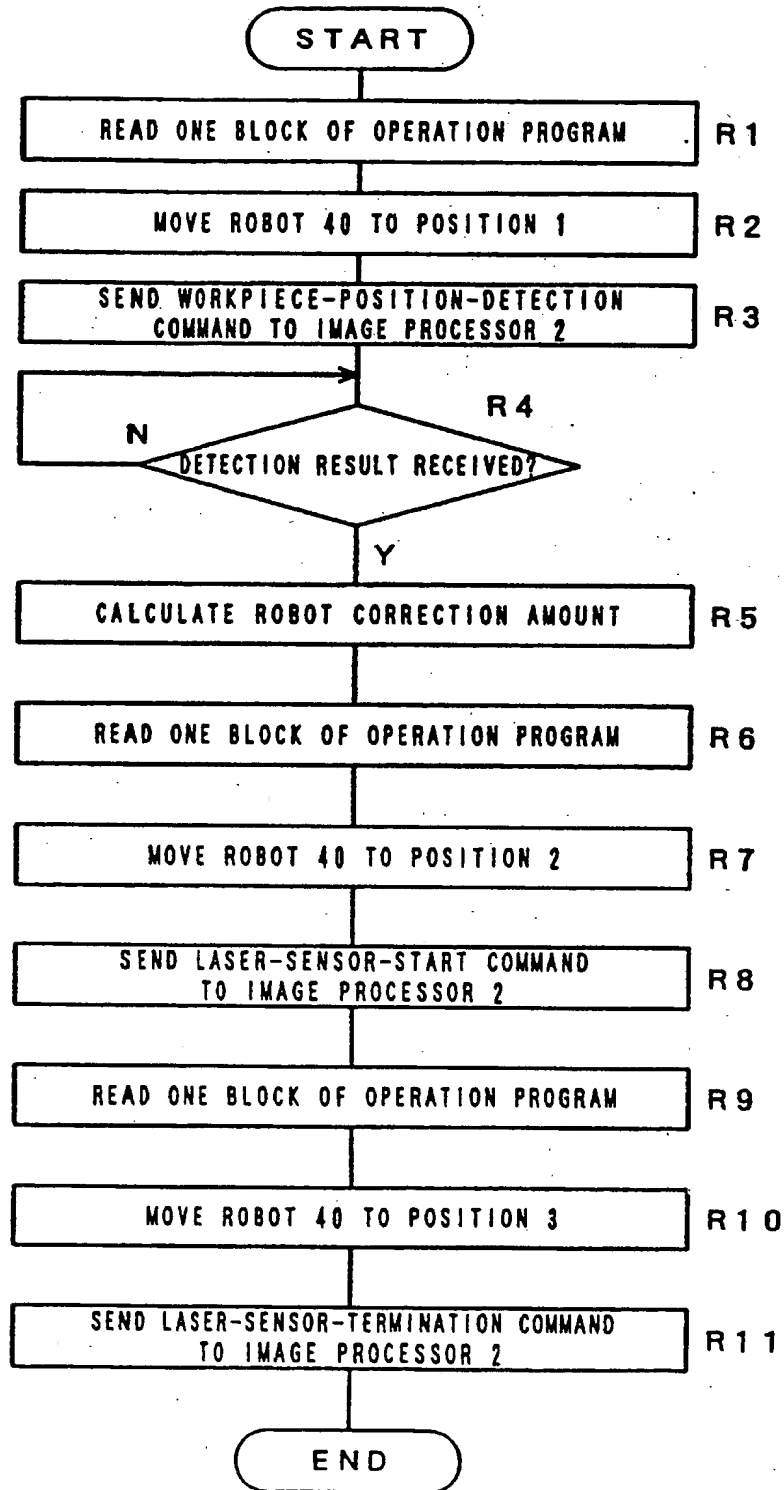 START
READ ONE BLOCK OF OPERATION PROGRAM R1
MOVE ROBOT 40 TO POSITION 1 R2
SEND WORKPIECE-POSITION-DETECTION
COMMAND TO IMAGE PROCESSOR 2 R3
R4
N
DETECTION RESULT RECEIVED?
Y
CALCULATE ROBOT CORRECTION AMOUNT R5
READ ONE BLOCK OF OPERATION PROGRAM R6
MOVE ROBOT 40 TO POSITION 2 R7
SEND LASER-SENSOR-START COMMAND
TO IMAGE PROCESSOR 2 R8
READ ONE BLOCK OF OPERATION PROGRAM R9
MOVE ROBOT 40 TO POSITION 3 R10
SEND LASER-SENSOR-TERMINATION COMMAND
TO IMAGE PROCESSOR 2 R11
END